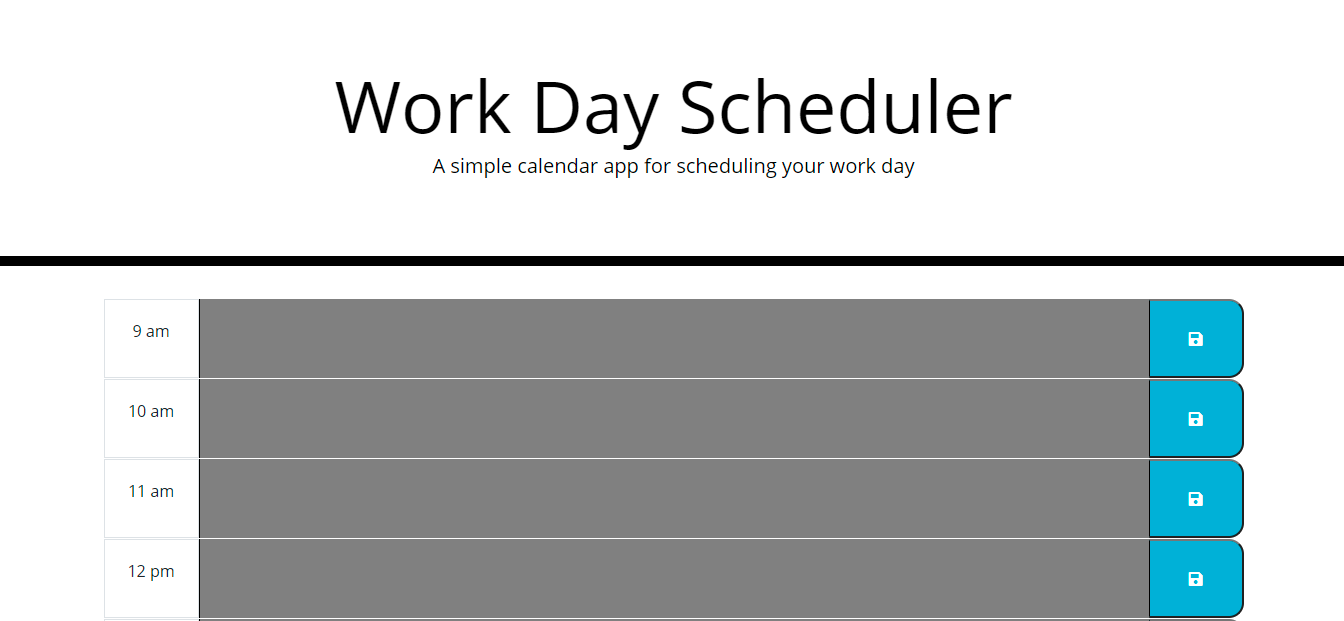 Work Day Scheduler
A simple calendar app for scheduling your work day
9 am
10 am
11 am
12 pm